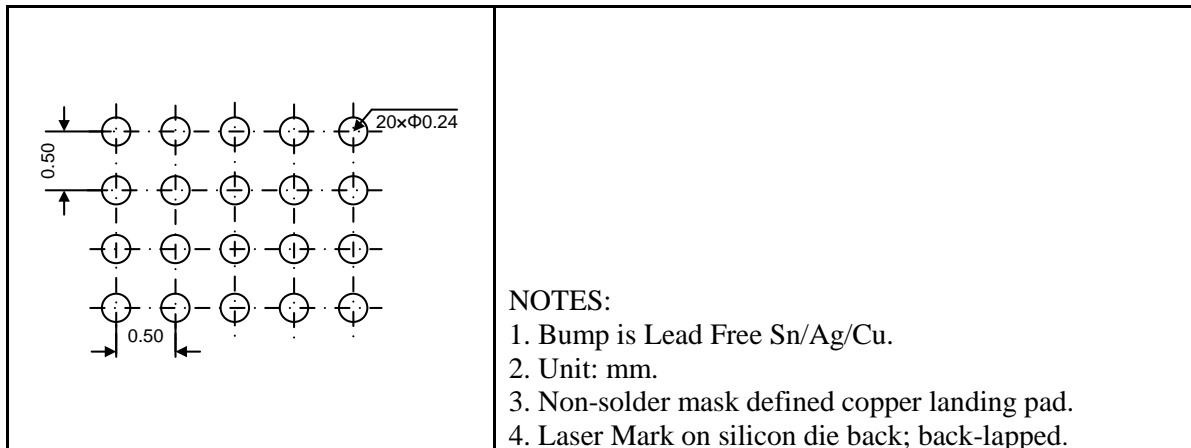 20×Φ0.24
0.50
0.50
NOTES:
1. Bump is Lead Free Sn/Ag/Cu.
2. Unit: mm.
3. Non-solder mask defined copper landing pad.
4. Laser Mark on silicon die back; back-lapped.